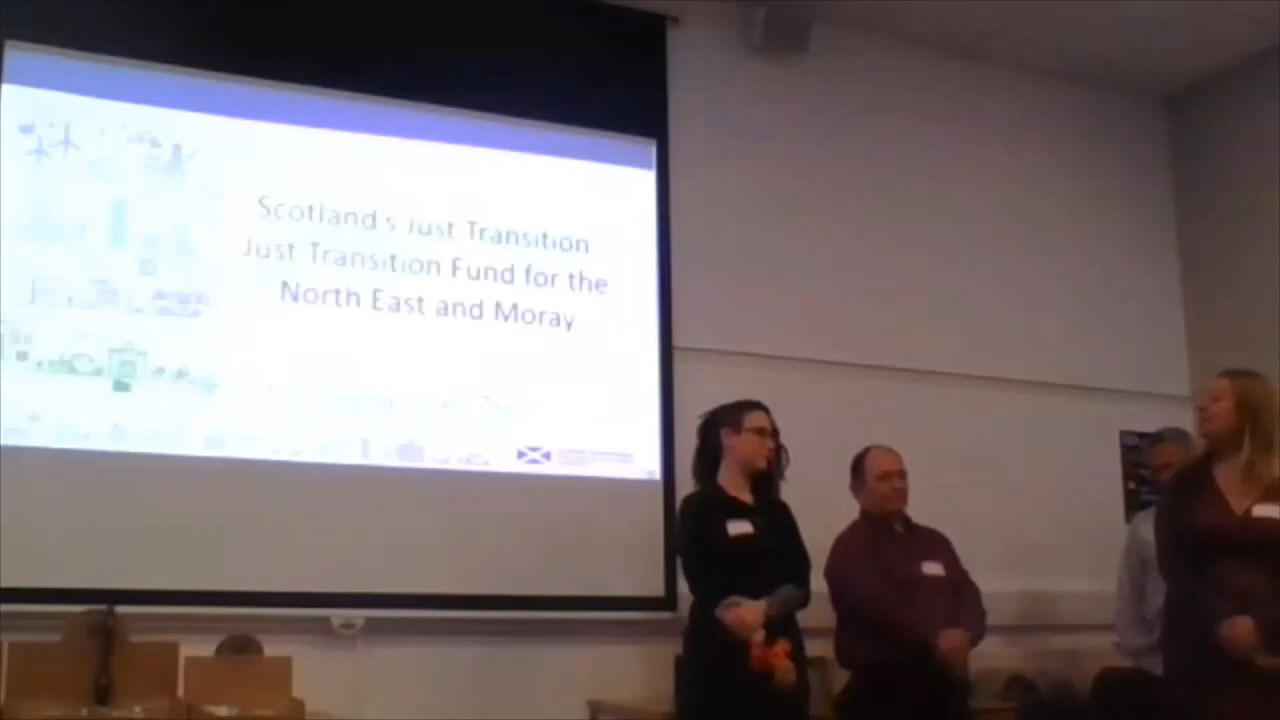 Scotland's Just Transition
Just Transition Fund for the
North East and Moray